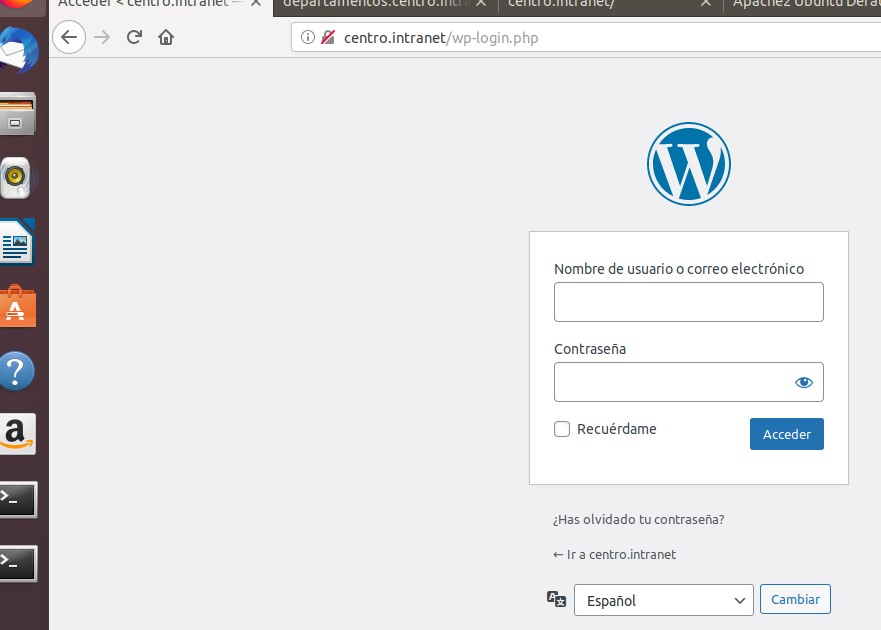 Acceder < centro.intranet —
departamentos.centro.intra
centro.intranet/
Apache2 Ubuntu Defau
centro.intranet/wp-login.php
Nombre de usuario o correo electrónico
Contraseña
Recuérdame
Acceder
¿Has olvidado tu contraseña?
← Ir a centro.intranet
Español
Cambiar